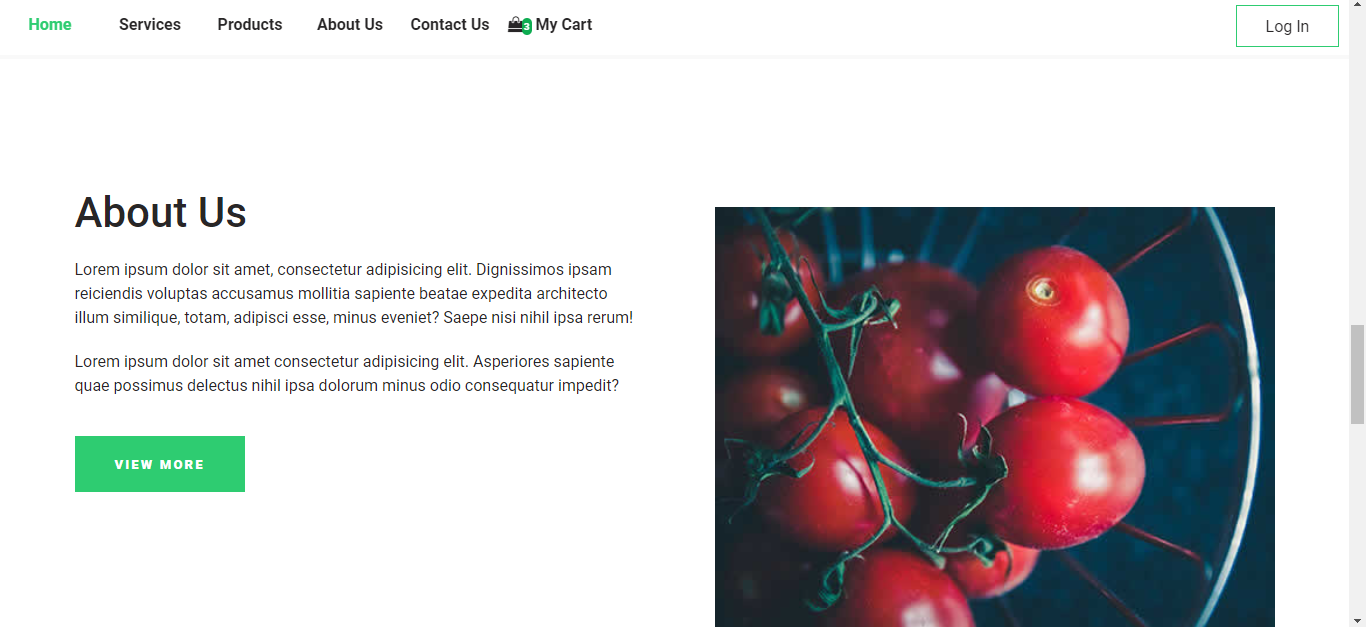 Home Services Products About Us Contact Us 3 My Cart Log In
About Us
Lorem ipsum dolor sit amet, consectetur adipisicing elit. Dignissimos ipsam
reiciendis voluptas accusamus mollitia sapiente beatae expedita architecto
illum similique, totam, adipisci esse, minus eveniet? Saepe nisi nihil ipsa rerum!
Lorem ipsum dolor sit amet consectetur adipisicing elit. Asperiores sapiente
quae possimus delectus nihil ipsa dolorum minus odio consequatur impedit?
VIEW MORE